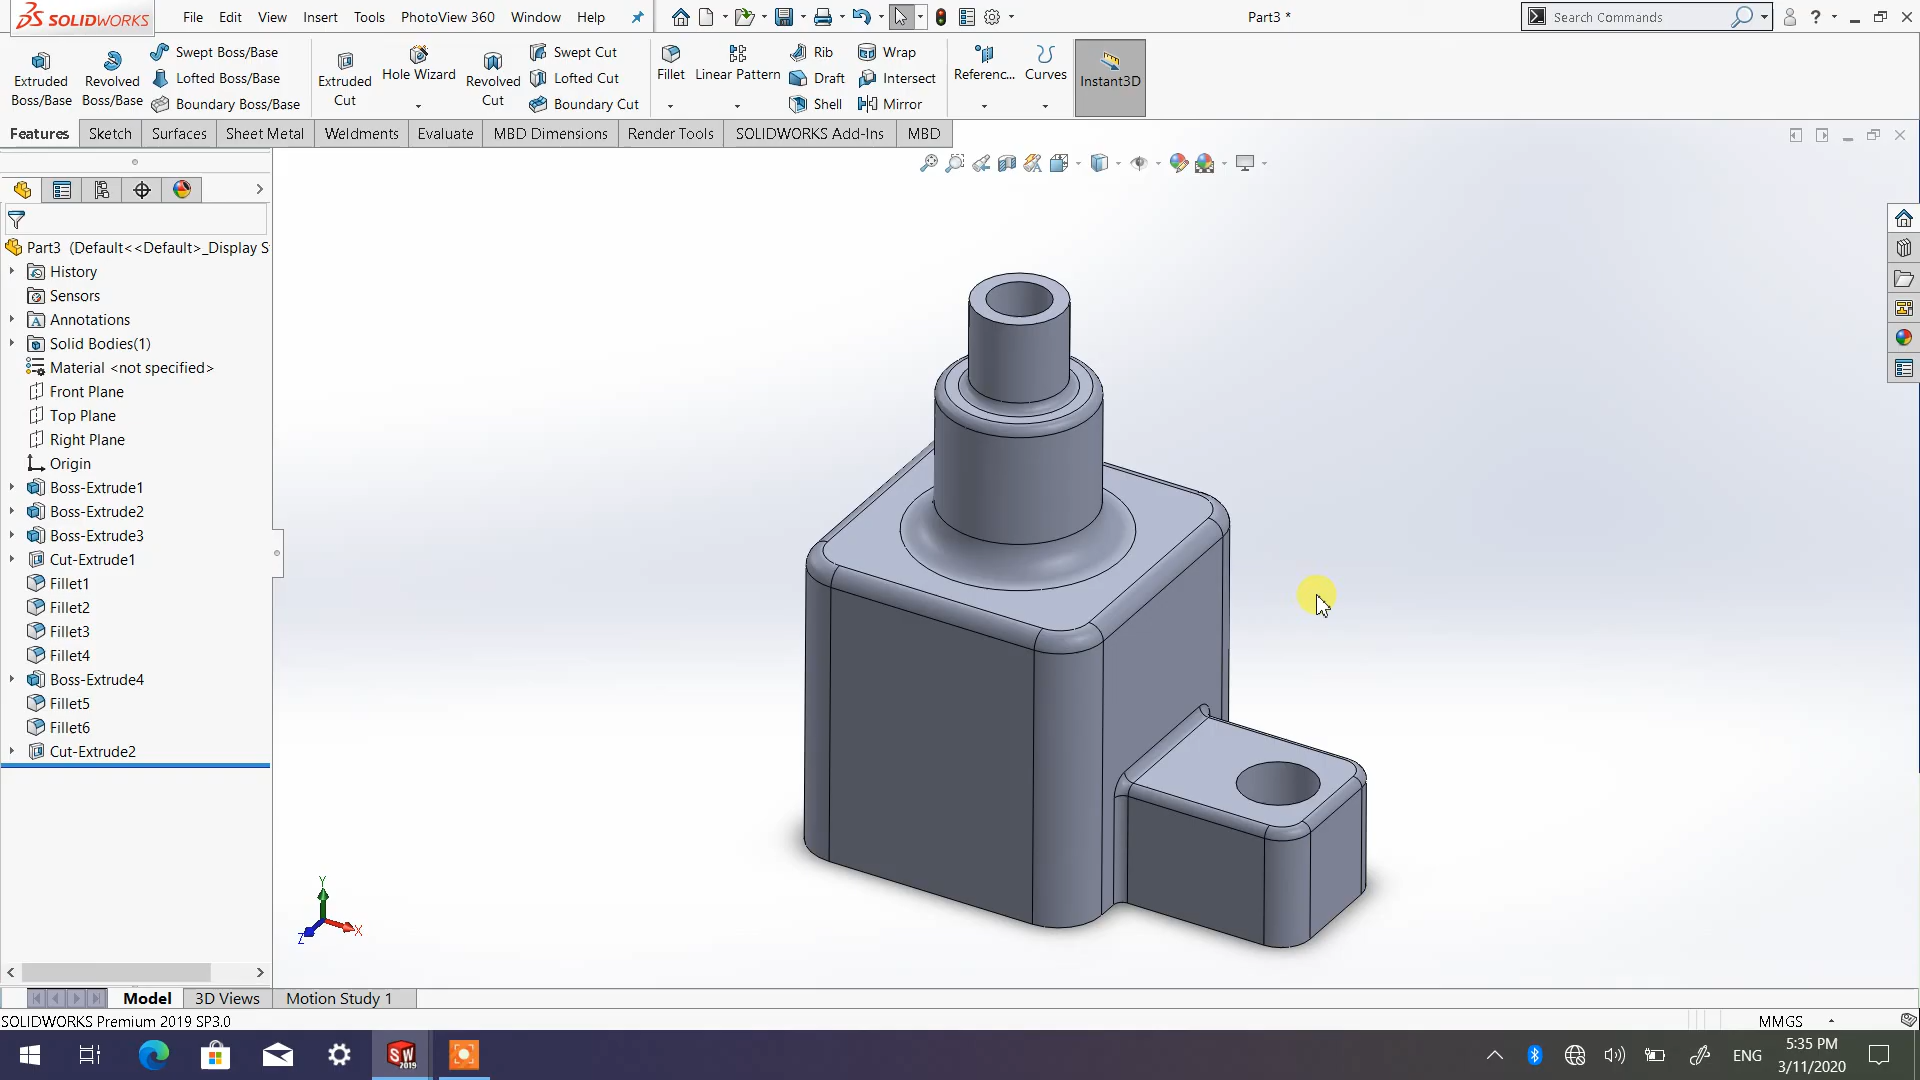 SOLIDWORKS
File Edit View Insert Tools PhotoView 360 Window Help
Part3 *
Search Commands
?
Extruded Boss/Base
Revolved Boss/Base
Swept Boss/Base
Lofted Boss/Base
Boundary Boss/Base
Extruded Cut
Hole Wizard
Revolved Cut
Swept Cut
Lofted Cut
Boundary Cut
Fillet
Linear Pattern
Rib
Draft
Shell
Wrap
Intersect
Mirror
Referenc...
Curves
Instant3D
Features Sketch Surfaces Sheet Metal Weldments Evaluate MBD Dimensions Render Tools SOLIDWORKS Add-Ins MBD
Part3 (Default<<Default>_Display S
History
Sensors
Annotations
Solid Bodies(1)
Material <not specified>
Front Plane
Top Plane
Right Plane
Origin
Boss-Extrude1
Boss-Extrude2
Boss-Extrude3
Cut-Extrude1
Fillet1
Fillet2
Fillet3
Fillet4
Boss-Extrude4
Fillet5
Fillet6
Cut-Extrude2
Y
X
Z
Model 3D Views Motion Study 1
SOLIDWORKS Premium 2019 SP3.0
MMGS
SW
2019
ENG
5:35 PM
3/11/2020